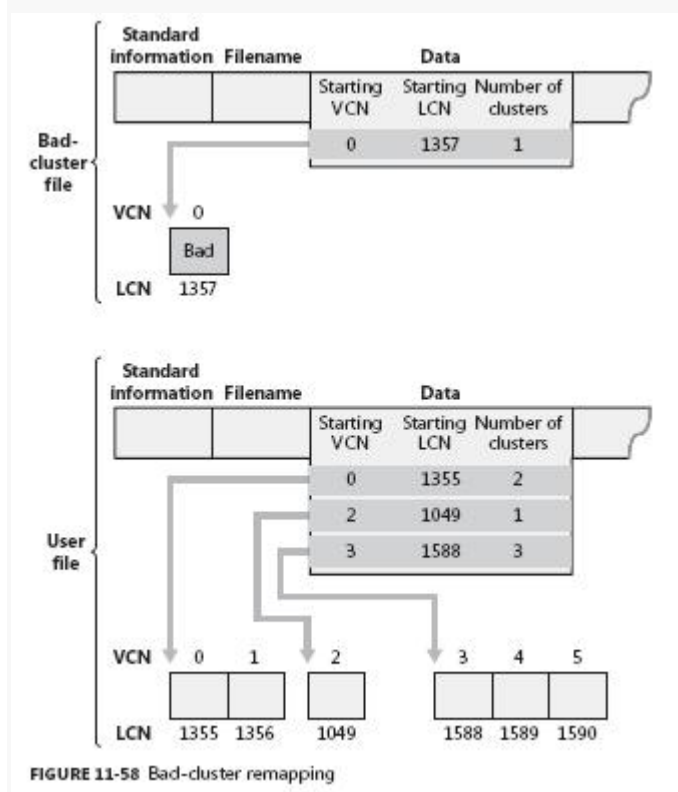 Standard
information Filename Data
Starting Starting Number of
VCN LCN clusters
0 1357 1
Bad-
cluster
file
VCN 0
Bad
LCN 1357
Standard
information Filename Data
Starting Starting Number of
VCN LCN clusters
0 1355 2
2 1049 1
3 1588 3
User
file
VCN 0 1 2 3 4 5
LCN 1355 1356 1049 1588 1589 1590
FIGURE 11-58 Bad-cluster remapping